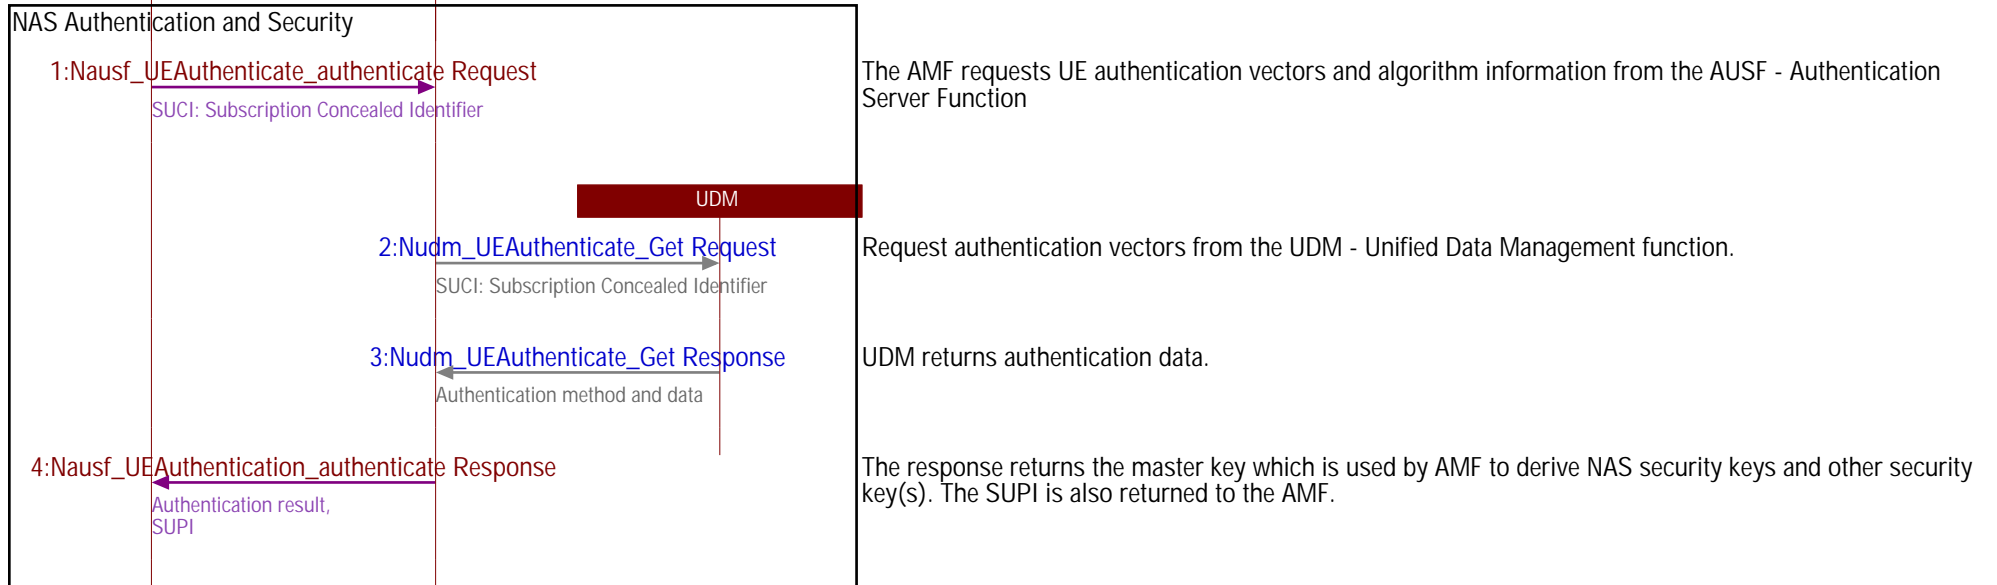 NAS Authentication and Security
1:Nausf_UEAuthenticate_authenticate Request
The AMF requests UE authentication vectors and algorithm information from the AUSF - Authentication
Server Function
SUCI: Subscription Concealed Identifier
UDM
2:Nudm_UEAuthenticate_Get Request
Request authentication vectors from the UDM - Unified Data Management function.
SUCI: Subscription Concealed Identifier
3:Nudm_UEAuthenticate_Get Response
UDM returns authentication data.
Authentication method and data
4:Nausf_UEAuthentication_authenticate Response
The response returns the master key which is used by AMF to derive NAS security keys and other security
key(s). The SUPI is also returned to the AMF.
Authentication result,
SUPI